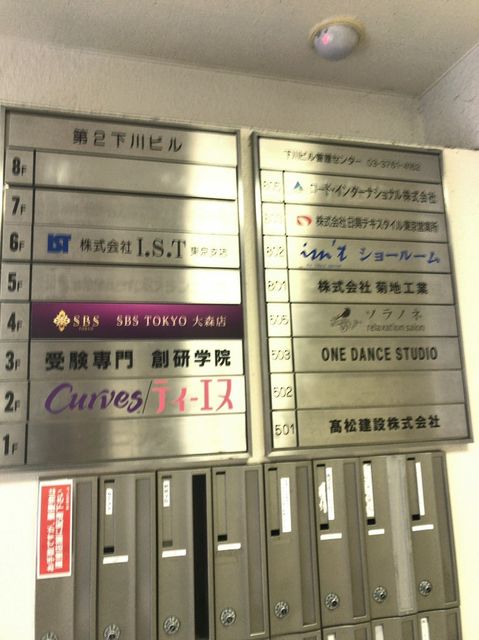 第2下川ビル
8F
7F
6F IST 株式会社 I.S.T 東京支店
5F
4F SBS SBS TOKYO 大森店
3F 受験専門 創研学院
2F Curves/ティーエヌ
1F
下川ビル管理センター 03-3761-4162
コード・インターナショナル株式会社
株式会社日興テキスタイル東京営業所
802 ショールーム
801 株式会社 菊地工業
505 ソラノネ
relaxation salon
503 ONE DANCE STUDIO
502
501 髙松建設株式会社